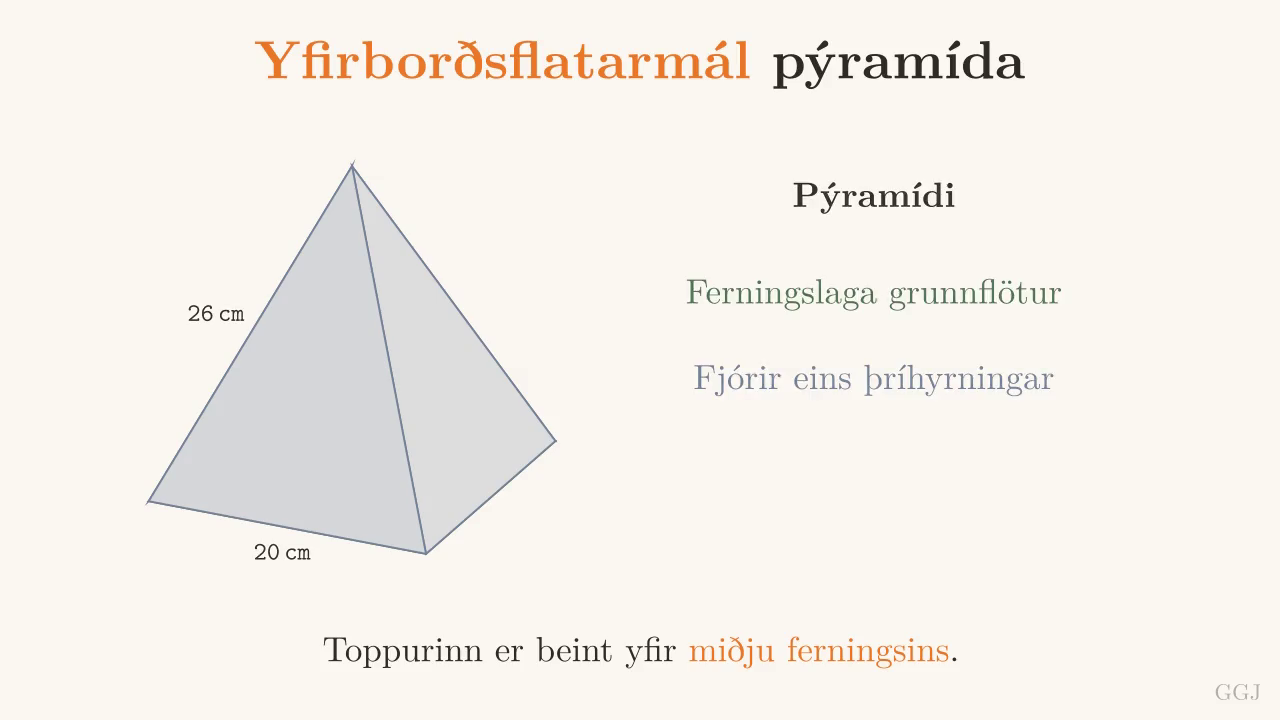 Yfirborðsflatarmál pýramída
Pýramídi
Ferningslaga grunnflötur
26 cm
Fjórir eins þríhyrningar
20 cm
Toppurinn er beint yfir miðju ferningsins.
GGJ